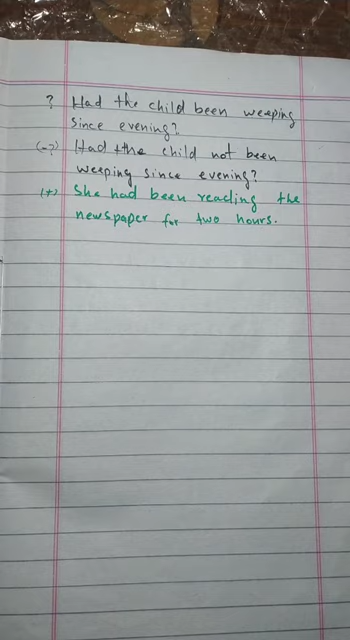 ? Had the child been weeping
since evening?
(-?) Had the child not been
weeping since evening?
(+) She had been reading the
newspaper for two hours.